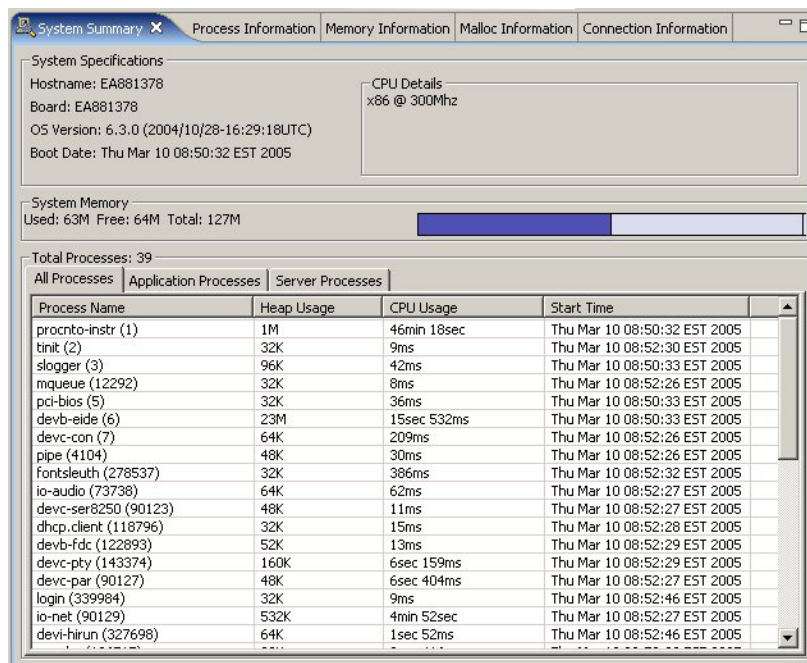 System Summary Process Information Memory Information Malloc Information Connection Information
System Specifications
Hostname: EA881378
Board: EA881378
OS Version: 6.3.0 (2004/10/28-16:29:18UTC)
Boot Date: Thu Mar 10 08:50:32 EST 2005
CPU Details
x86 @ 300Mhz
System Memory
Used: 63M Free: 64M Total: 127M
Total Processes: 39
All Processes Application Processes Server Processes
Process Name Heap Usage CPU Usage Start Time
procnto-instr (1) 1M 46min 18sec Thu Mar 10 08:50:32 EST 2005
tinit (2) 32K 9ms Thu Mar 10 08:52:30 EST 2005
slogger (3) 96K 42ms Thu Mar 10 08:50:33 EST 2005
mqueue (12292) 32K 8ms Thu Mar 10 08:52:26 EST 2005
pci-bios (5) 32K 36ms Thu Mar 10 08:50:33 EST 2005
devb-eide (6) 23M 15sec 532ms Thu Mar 10 08:50:33 EST 2005
devc-con (7) 64K 209ms Thu Mar 10 08:52:26 EST 2005
pipe (4104) 48K 30ms Thu Mar 10 08:52:26 EST 2005
fontsleuth (278537) 32K 386ms Thu Mar 10 08:52:32 EST 2005
io-audio (73738) 64K 62ms Thu Mar 10 08:52:27 EST 2005
devc-ser8250 (90123) 48K 11ms Thu Mar 10 08:52:27 EST 2005
dhcp.client (118796) 32K 15ms Thu Mar 10 08:52:28 EST 2005
devb-fdc (122893) 52K 13ms Thu Mar 10 08:52:29 EST 2005
devc-pty (143374) 160K 6sec 159ms Thu Mar 10 08:52:29 EST 2005
devc-par (90127) 48K 6sec 404ms Thu Mar 10 08:52:27 EST 2005
login (339984) 32K 9ms Thu Mar 10 08:52:46 EST 2005
io-net (90129) 532K 4min 52sec Thu Mar 10 08:52:27 EST 2005
devi-hirun (327698) 64K 1sec 52ms Thu Mar 10 08:52:46 EST 2005